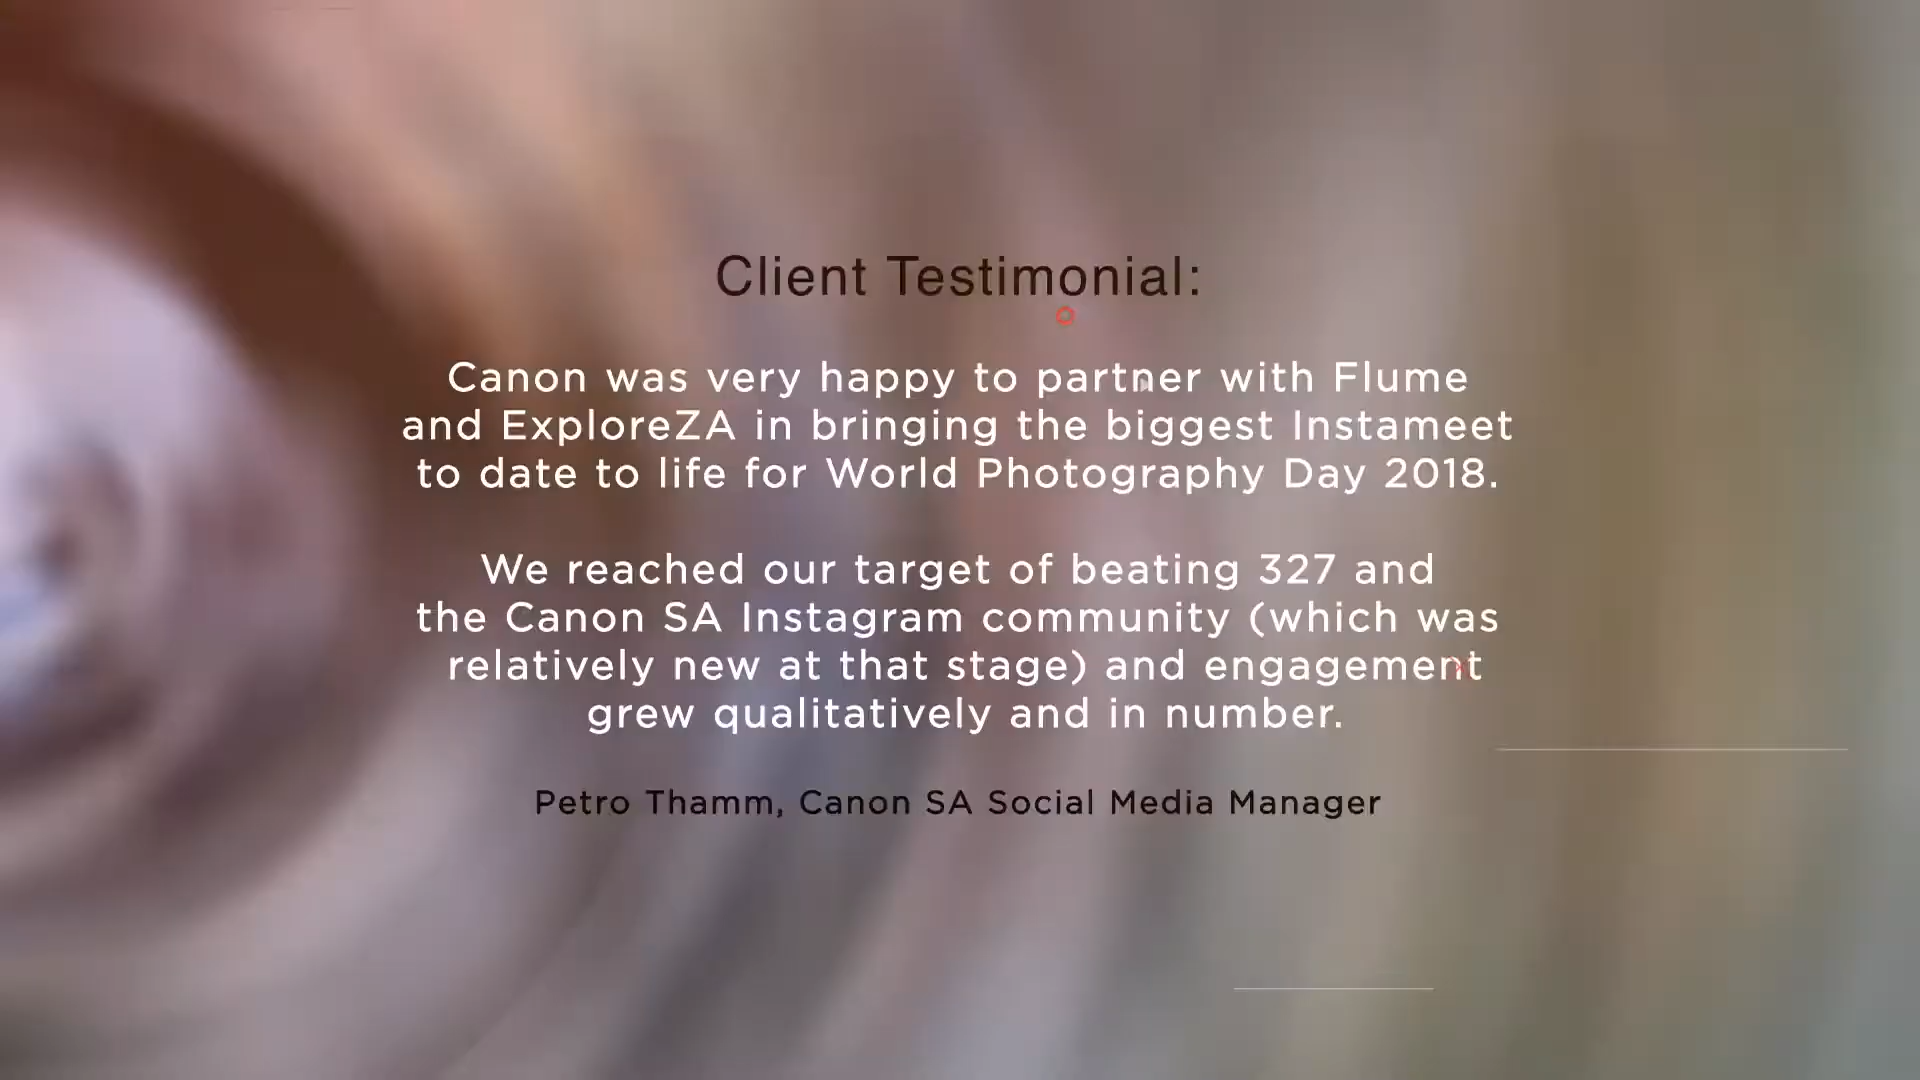 Client Testimonial:
Canon was very happy to partner with Flume
and ExploreZA in bringing the biggest Instameet
to date to life for World Photography Day 2018.
We reached our target of beating 327 and
the Canon SA Instagram community (which was
relatively new at that stage) and engagement
grew qualitatively and in number.
Petro Thamm, Canon SA Social Media Manager